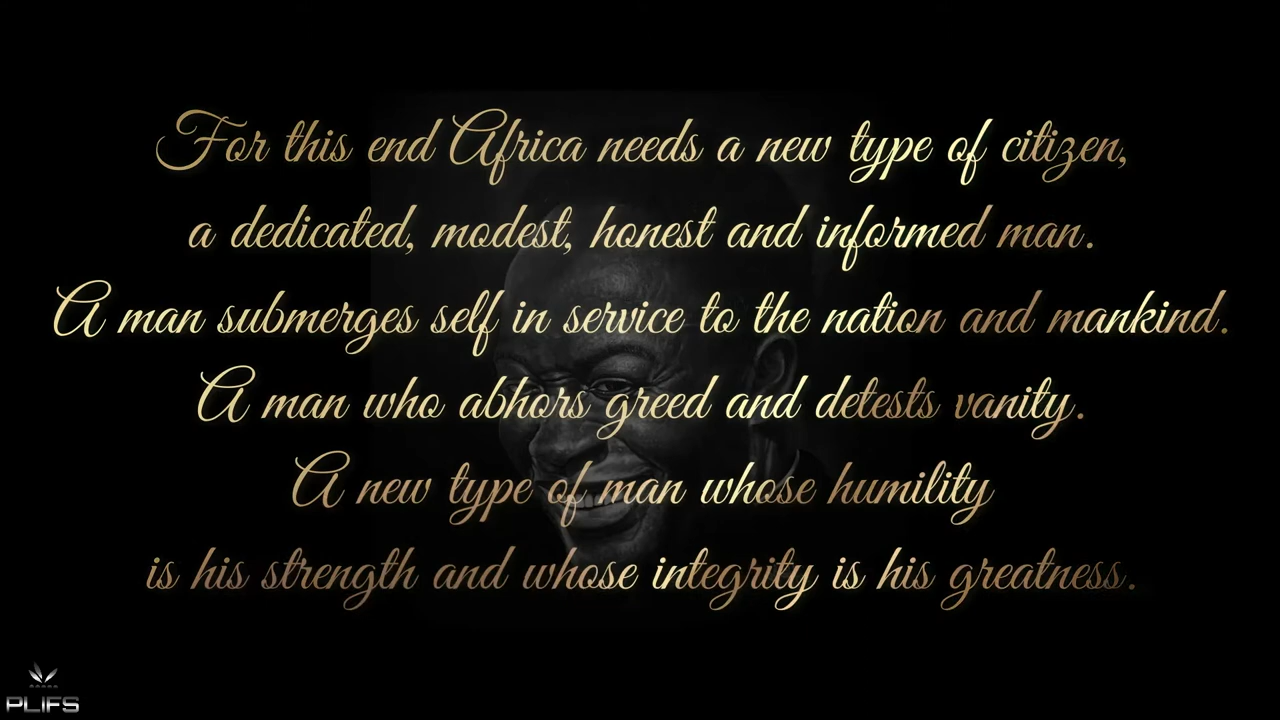 For this end Africa needs a new type of citizen,
a dedicated, modest, honest and informed man.
A man submerges self in service to the nation and mankind.
A man who abhors greed and detests vanity.
A new type of man whose humility
is his strength and whose integrity is his greatness.
PLIFS